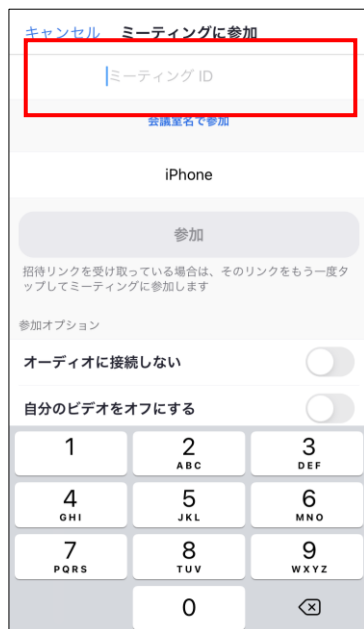 キャンセル ミーティングに参加
ミーティング ID
会議室名で参加
iPhone
参加
招待リンクを受け取っている場合は、そのリンクをもう一度タ
ップしてミーティングに参加します
参加オプション
オーディオに接続しない
自分のビデオをオフにする
1 2 3
ABC DEF
4 5 6
GHI JKL MNO
7 8 9
PQRS TUV WXYZ
0